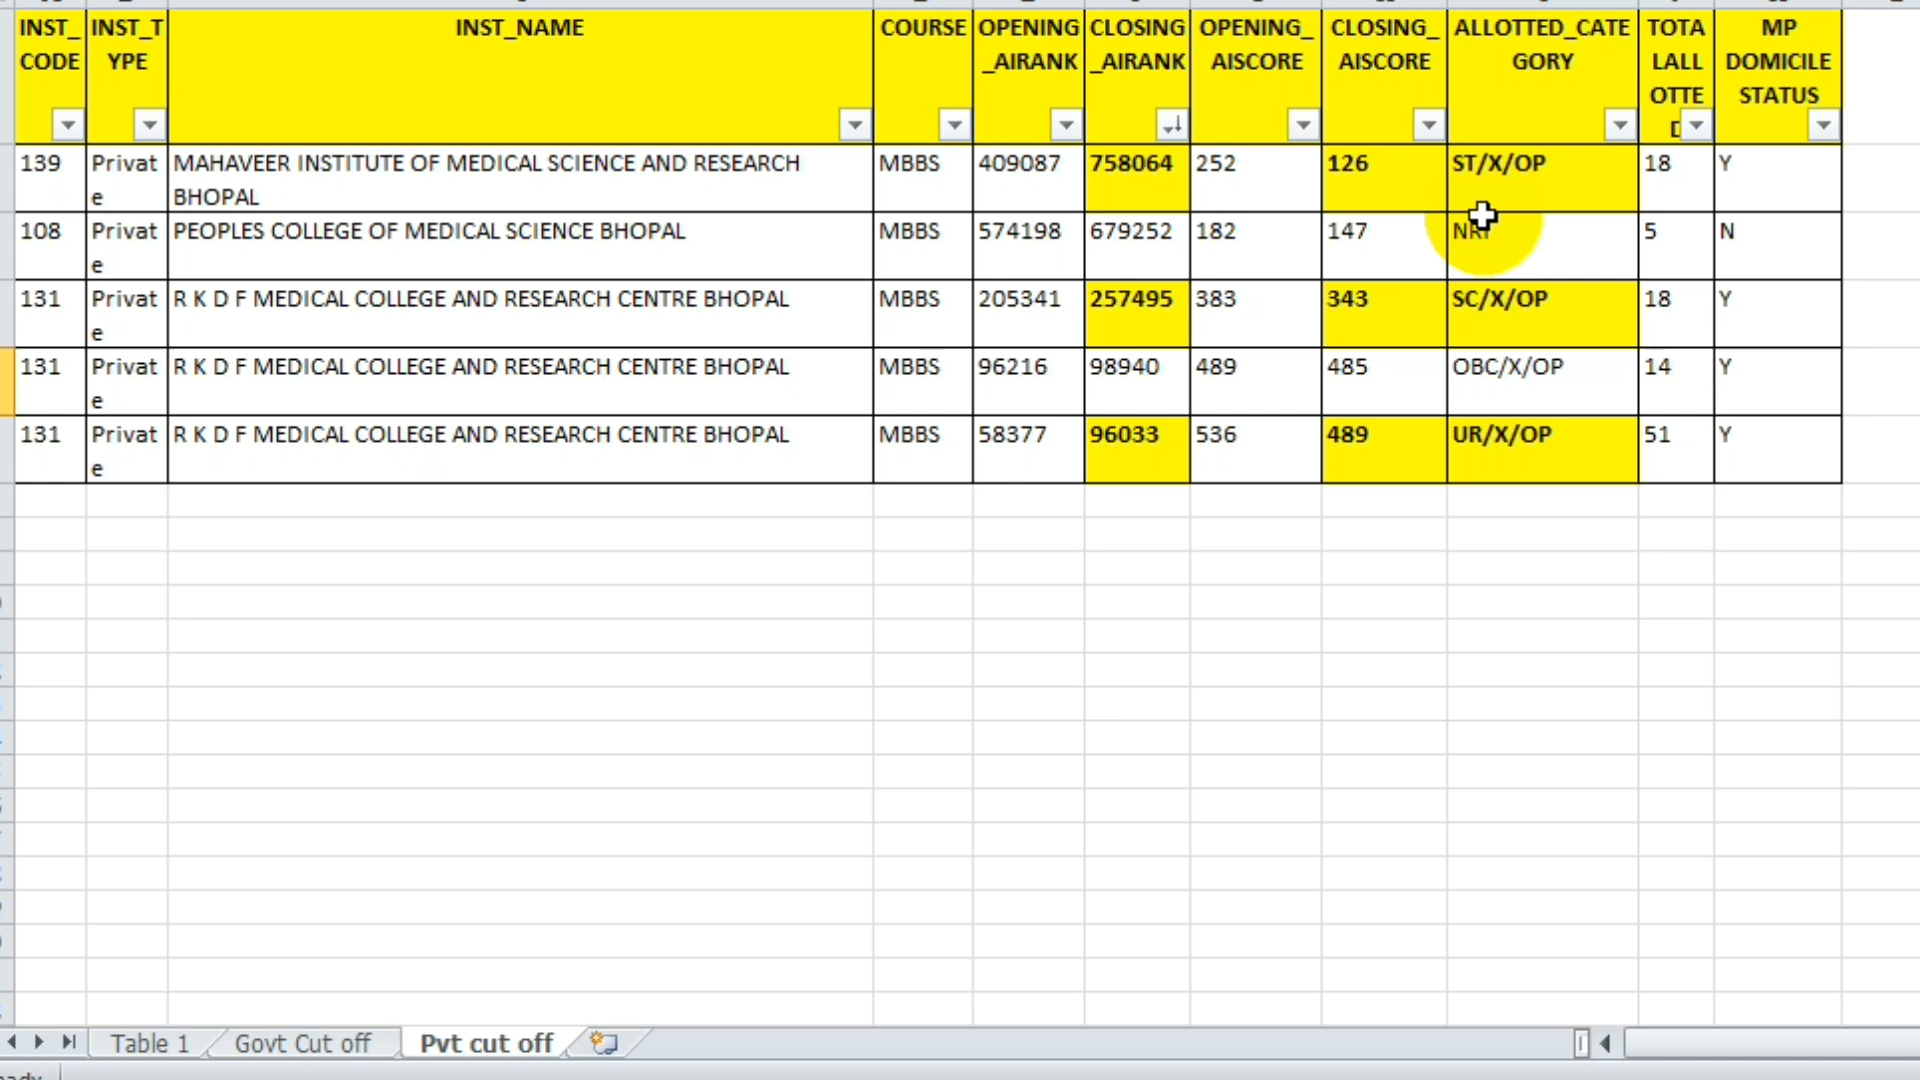 INST_CODE INST_TYPE INST_NAME COURSE OPENING_AIRANK CLOSING_AIRANK OPENING_AISCORE CLOSING_AISCORE ALLOTTED_CATEGORY TOTALALLOTTED MP DOMICILE STATUS
139 Private MAHAVEER INSTITUTE OF MEDICAL SCIENCE AND RESEARCH BHOPAL MBBS 409087 758064 252 126 ST/X/OP 18 Y
108 Private PEOPLES COLLEGE OF MEDICAL SCIENCE BHOPAL MBBS 574198 679252 182 147 NRI 5 N
131 Private R K D F MEDICAL COLLEGE AND RESEARCH CENTRE BHOPAL MBBS 205341 257495 383 343 SC/X/OP 18 Y
131 Private R K D F MEDICAL COLLEGE AND RESEARCH CENTRE BHOPAL MBBS 96216 98940 489 485 OBC/X/OP 14 Y
131 Private R K D F MEDICAL COLLEGE AND RESEARCH CENTRE BHOPAL MBBS 58377 96033 536 489 UR/X/OP 51 Y
Table 1 Govt Cut off Pvt cut off